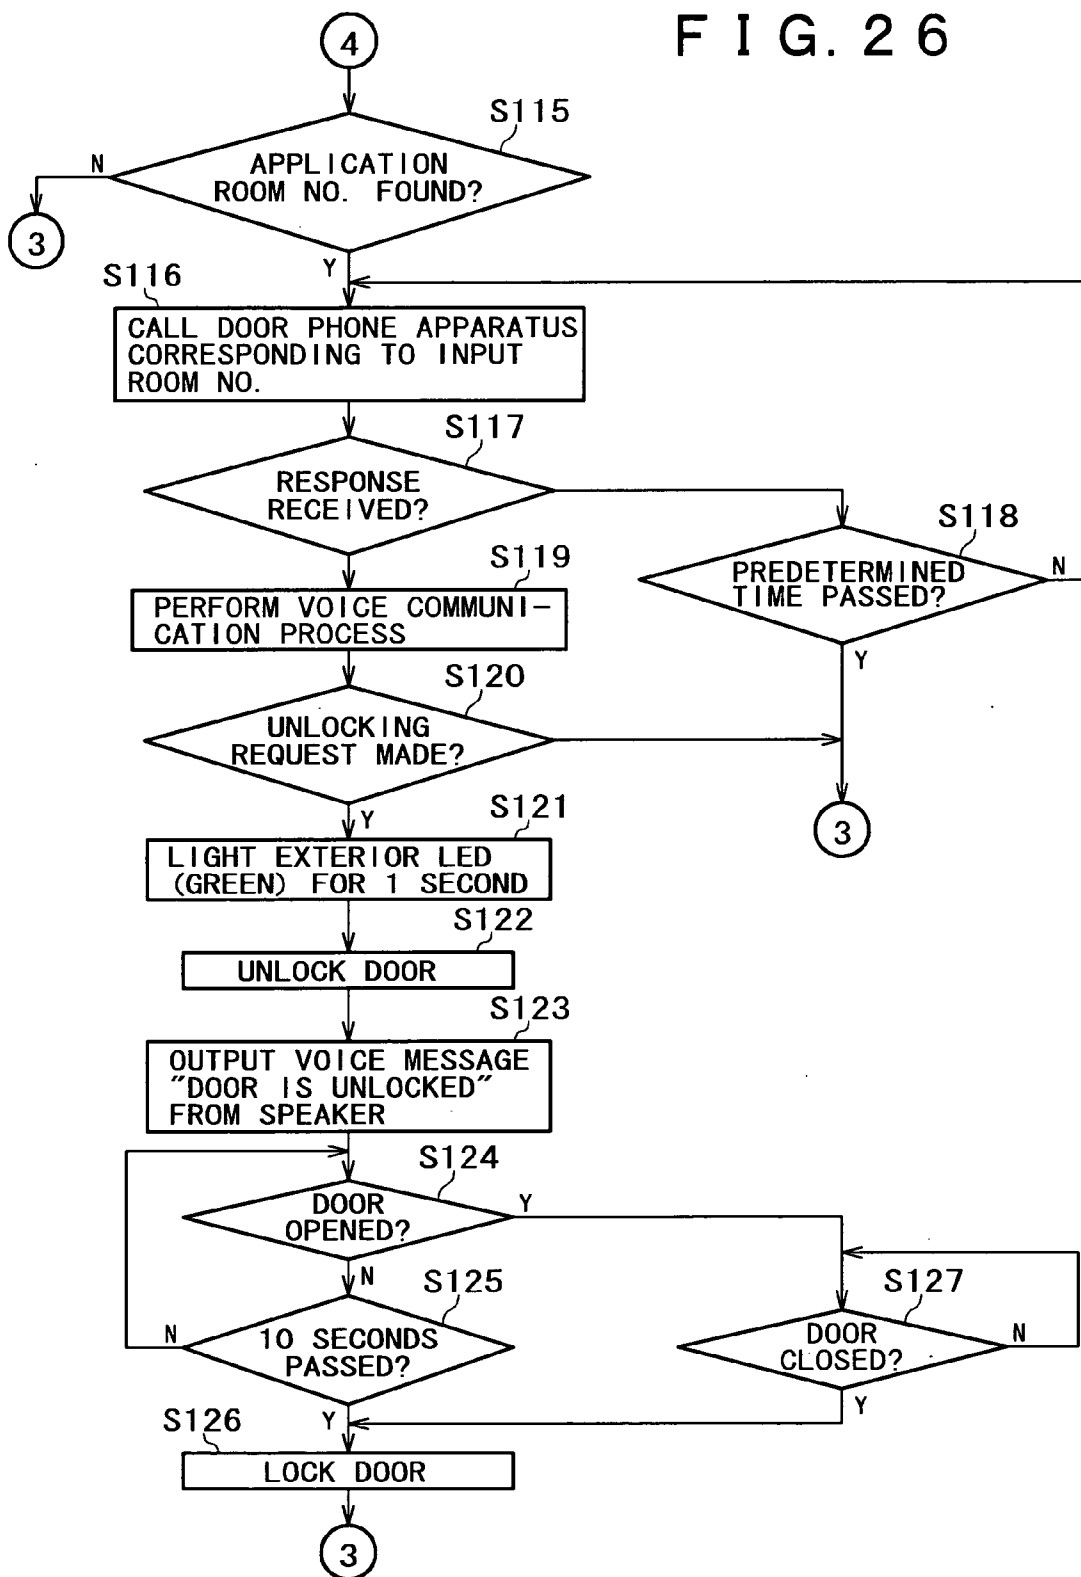 FIG. 26
4
S115
APPLICATION
ROOM NO. FOUND?
N
3
Y
S116
CALL DOOR PHONE APPARATUS
CORRESPONDING TO INPUT
ROOM NO.
S117
RESPONSE
RECEIVED?
S118
PREDETERMINED
TIME PASSED?
N
Y
S119
PERFORM VOICE COMMUNI-
CATION PROCESS
S120
UNLOCKING
REQUEST MADE?
Y
3
S121
LIGHT EXTERIOR LED
(GREEN) FOR 1 SECOND
S122
UNLOCK DOOR
S123
OUTPUT VOICE MESSAGE
"DOOR IS UNLOCKED"
FROM SPEAKER
S124
DOOR
OPENED?
Y
N
S125
10 SECONDS
PASSED?
N
Y
S127
DOOR
CLOSED?
N
Y
S126
LOCK DOOR
3